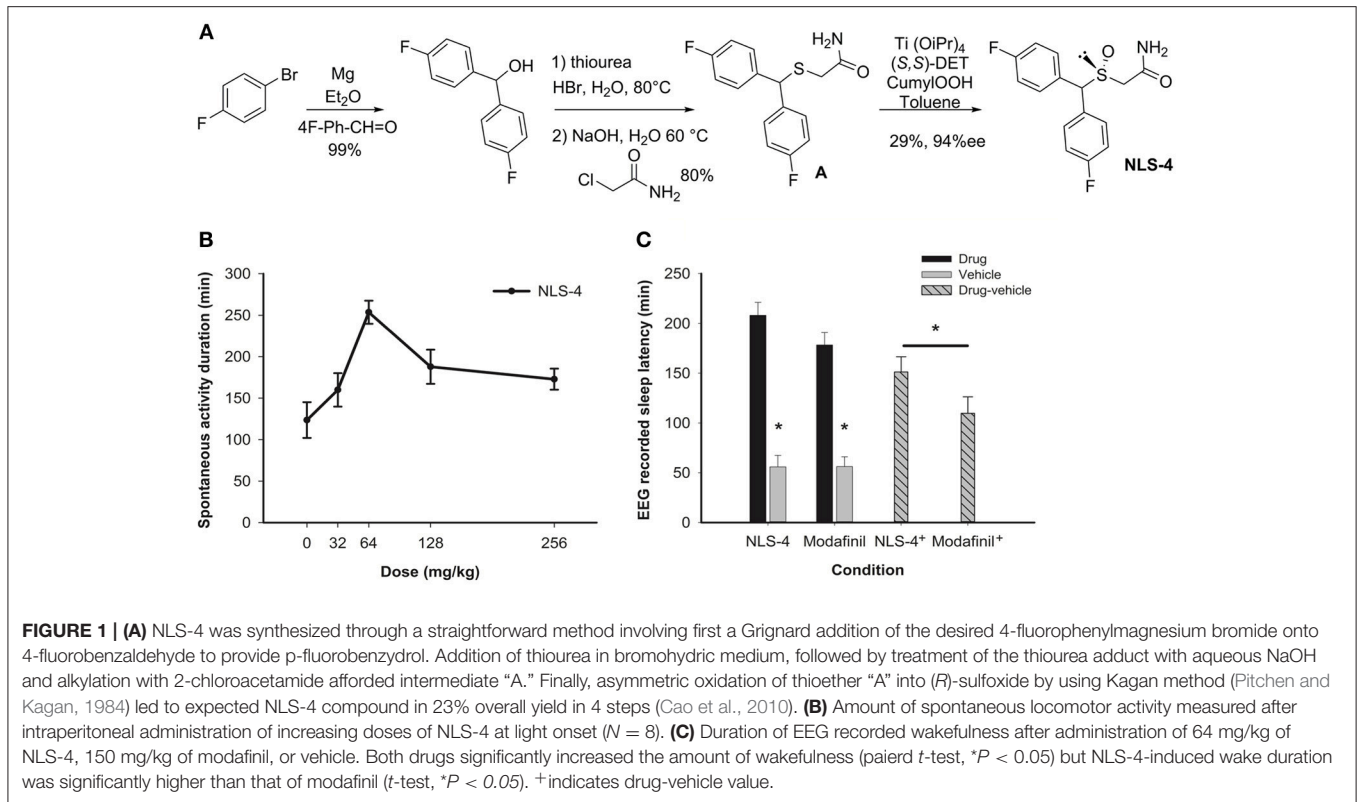 A
F
Br
Mg
Et2O
4F-Ph-CH=O
99%
F
OH
F
1) thiourea
HBr, H2O, 80°C
2) NaOH, H2O 60 °C
O
Cl
NH2
80%
F
H2N
S
O
F
A
Ti (OiPr)4
(S,S)-DET
CumylOOH
Toluene
29%, 94%ee
F
O
NH2
S
O
F
NLS-4
B
300
250
200
150
100
50
0
Spontaneous activity duration (min)
NLS-4
0 32 64 128 256
Dose (mg/kg)
C
Drug
Vehicle
Drug-vehicle
250
200
150
100
50
0
EEG recorded sleep latency (min)
* * *
NLS-4 Modafinil NLS-4+ Modafinil+
Condition
FIGURE 1 | (A) NLS-4 was synthesized through a straightforward method involving first a Grignard addition of the desired 4-fluorophenylmagnesium bromide onto
4-fluorobenzaldehyde to provide p-fluorobenzydrol. Addition of thiourea in bromohydric medium, followed by treatment of the thiourea adduct with aqueous NaOH
and alkylation with 2-chloroacetamide afforded intermediate “A.” Finally, asymmetric oxidation of thioether “A” into (R)-sulfoxide by using Kagan method (Pitchen and
Kagan, 1984) led to expected NLS-4 compound in 23% overall yield in 4 steps (Cao et al., 2010). (B) Amount of spontaneous locomotor activity measured after
intraperitoneal administration of increasing doses of NLS-4 at light onset (N = 8). (C) Duration of EEG recorded wakefulness after administration of 64 mg/kg of
NLS-4, 150 mg/kg of modafinil, or vehicle. Both drugs significantly increased the amount of wakefulness (paierd t-test, *P < 0.05) but NLS-4-induced wake duration
was significantly higher than that of modafinil (t-test, *P < 0.05). +indicates drug-vehicle value.